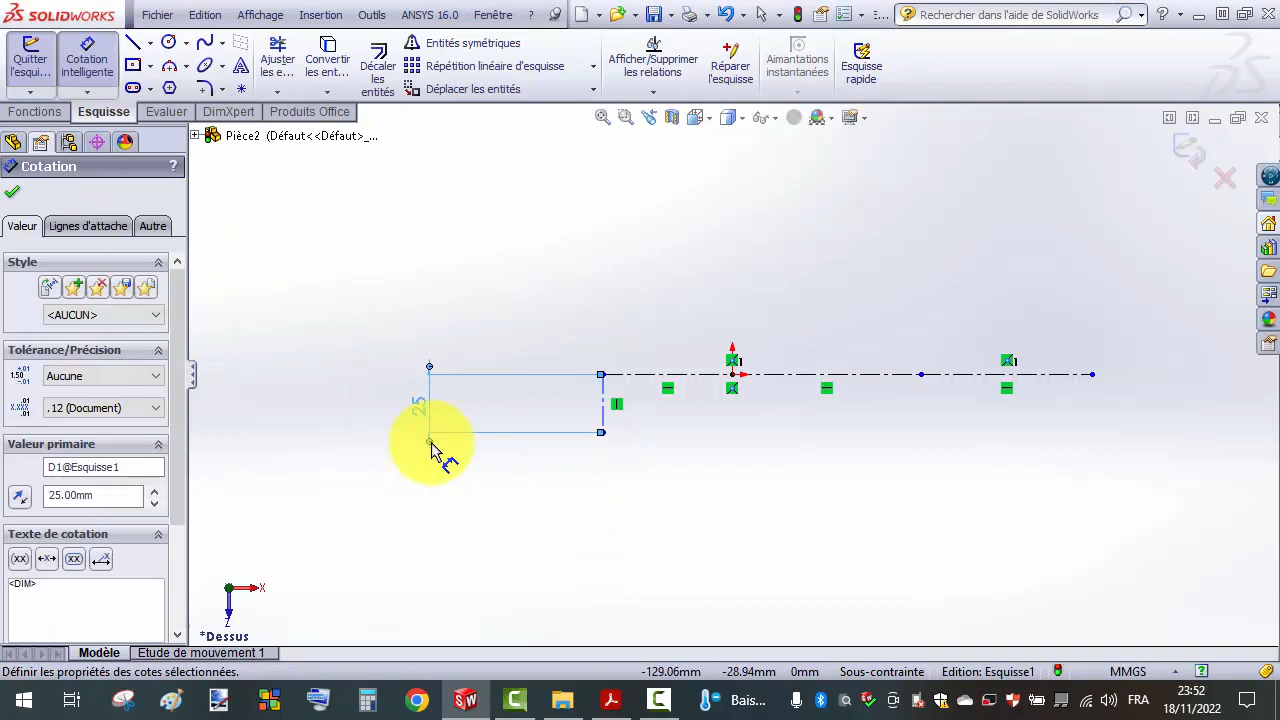 SOLIDWORKS
Fichier Edition Affichage Insertion Outils ANSYS 16.0 Fenêtre ?
E...
Rechercher dans l'aide de SolidWorks
Quitter l'esqui...
Cotation intelligente
Ajuster les e...
Convertir les ent...
Décaler les entités
Entités symétriques
Répétition linéaire d'esquisse
Déplacer les entités
Afficher/Supprimer les relations
Réparer l'esquisse
Aimantations instantanées
Esquisse rapide
Fonctions Esquisse Evaluer DimXpert Produits Office
Pièce2 (Défaut<<Défaut>_...
Cotation ?
Valeur Lignes d'attache Autre
Style
<AUCUN>
Tolérance/Précision
Aucune
.12 (Document)
Valeur primaire
D1@Esquisse1
25.00mm
Texte de cotation
<DIM>
25
1
1
X
Z
*Dessus
Modèle Etude de mouvement 1
Définir les propriétés des cotes sélectionnées.
-129.06mm -28.94mm 0mm Sous-contrainte Edition: Esquisse1 MMGS
Bais...
FRA
23:52
18/11/2022